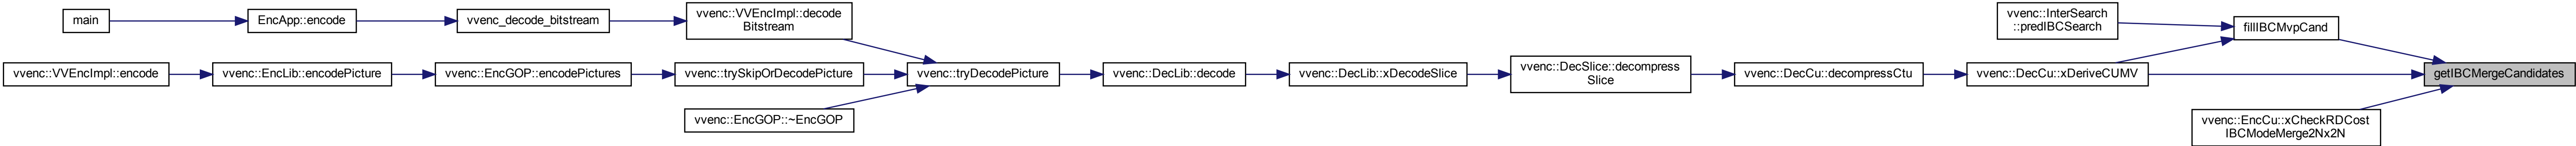 main
EncApp::encode
vvenc_decode_bitstream
vvenc::VVEncImpl::decode
Bitstream
vvenc::InterSearch
::predIBCSearch
fillIBCMvpCand
vvenc::VVEncImpl::encode
vvenc::EncLib::encodePicture
vvenc::EncGOP::encodePictures
vvenc::trySkipOrDecodePicture
vvenc::tryDecodePicture
vvenc::DecLib::decode
vvenc::DecLib::xDecodeSlice
vvenc::DecSlice::decompress
Slice
vvenc::DecCu::decompressCtu
vvenc::DecCu::xDeriveCUMV
getIBCMergeCandidates
vvenc::EncGOP::~EncGOP
vvenc::EncCu::xCheckRDCost
IBCModeMerge2Nx2N